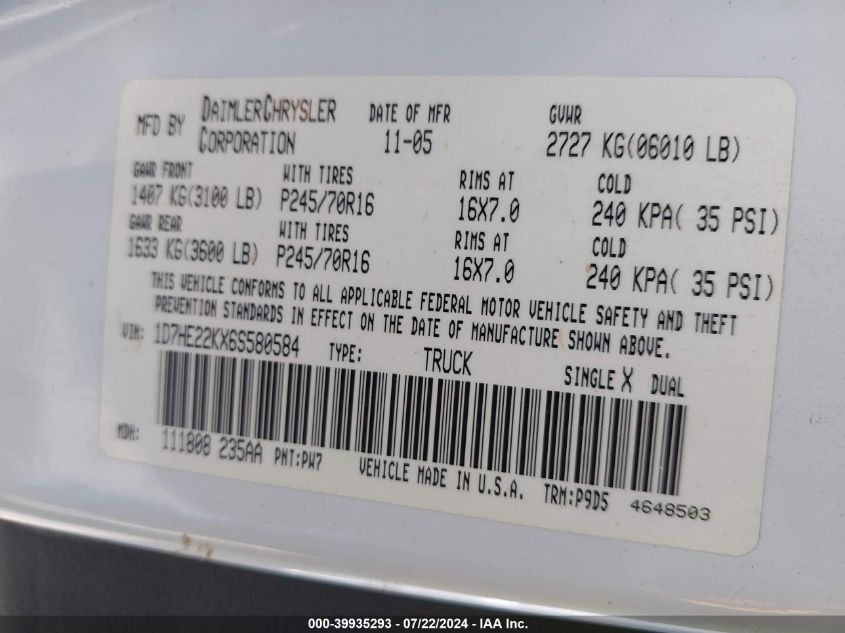 MFD BY DAIMLERCHRYSLER CORPORATION DATE OF MFR 11-05 GVWR 2727 KG(06010 LB)
GAWR FRONT WITH TIRES RIMS AT COLD
1407 KG(3100 LB) P245/70R16 16X7.0 240 KPA( 35 PSI)
GAWR REAR WITH TIRES RIMS AT COLD
1633 KG(3600 LB) P245/70R16 16X7.0 240 KPA( 35 PSI)
THIS VEHICLE CONFORMS TO ALL APPLICABLE FEDERAL MOTOR VEHICLE SAFETY AND THEFT
PREVENTION STANDARDS IN EFFECT ON THE DATE OF MANUFACTURE SHOWN ABOVE.
VIN: 1D7HE22KX6S580584 TYPE: TRUCK SINGLE X DUAL
MDH: 111808 235AA PNT:PW7 VEHICLE MADE IN U.S.A. TRM:P9D5 4648503
000-39935293 - 07/22/2024 - IAA Inc.